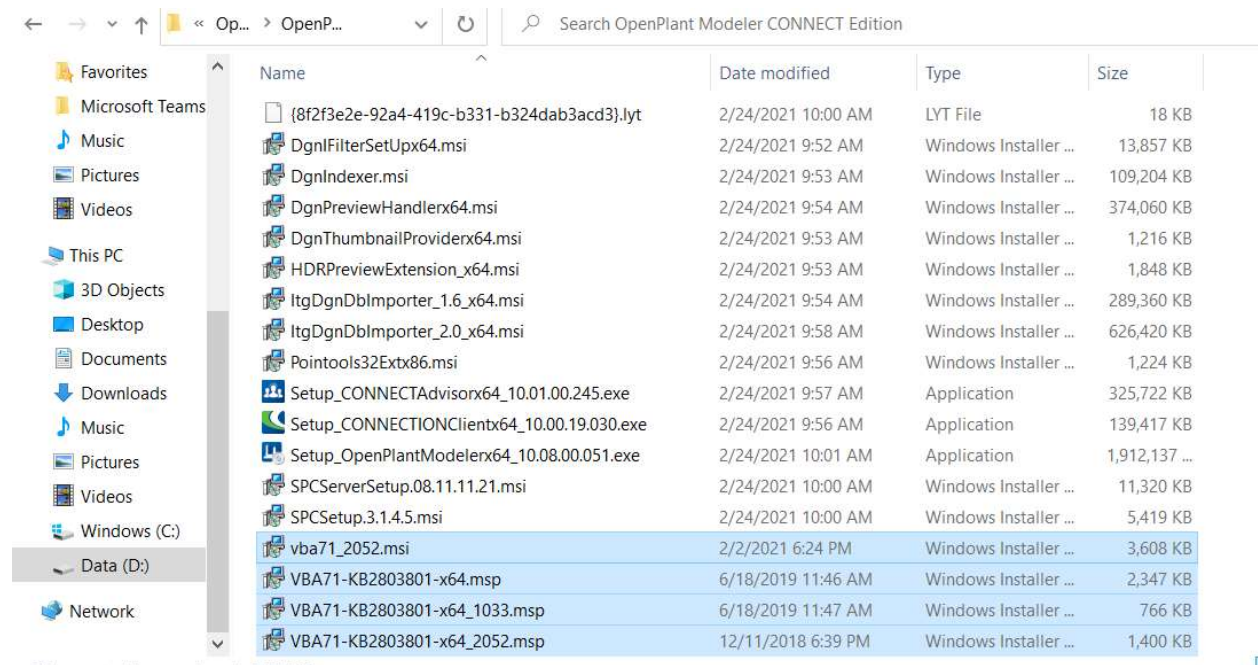 « Op... > OpenP...
Search OpenPlant Modeler CONNECT Edition
Favorites
Microsoft Teams
Music
Pictures
Videos
This PC
3D Objects
Desktop
Documents
Downloads
Music
Pictures
Videos
Windows (C:)
Data (D:)
Network
Name Date modified Type Size
{8f2f3e2e-92a4-419c-b331-b324dab3acd3}.lyt 2/24/2021 10:00 AM LYT File 18 KB
DgnIFilterSetUpx64.msi 2/24/2021 9:52 AM Windows Installer ... 13,857 KB
DgnIndexer.msi 2/24/2021 9:53 AM Windows Installer ... 109,204 KB
DgnPreviewHandlerx64.msi 2/24/2021 9:54 AM Windows Installer ... 374,060 KB
DgnThumbnailProviderx64.msi 2/24/2021 9:53 AM Windows Installer ... 1,216 KB
HDRPreviewExtension_x64.msi 2/24/2021 9:53 AM Windows Installer ... 1,848 KB
ItgDgnDbImporter_1.6_x64.msi 2/24/2021 9:54 AM Windows Installer ... 289,360 KB
ItgDgnDbImporter_2.0_x64.msi 2/24/2021 9:58 AM Windows Installer ... 626,420 KB
Pointools32Extx86.msi 2/24/2021 9:56 AM Windows Installer ... 1,224 KB
Setup_CONNECTAdvisorx64_10.01.00.245.exe 2/24/2021 9:57 AM Application 325,722 KB
Setup_CONNECTIONClientx64_10.00.19.030.exe 2/24/2021 9:56 AM Application 139,417 KB
Setup_OpenPlantModelerx64_10.08.00.051.exe 2/24/2021 10:01 AM Application 1,912,137 ...
SPCServerSetup.08.11.11.21.msi 2/24/2021 10:00 AM Windows Installer ... 11,320 KB
SPCSetup.3.1.4.5.msi 2/24/2021 10:00 AM Windows Installer ... 5,419 KB
vba71_2052.msi 2/2/2021 6:24 PM Windows Installer ... 3,608 KB
VBA71-KB2803801-x64.msp 6/18/2019 11:46 AM Windows Installer ... 2,347 KB
VBA71-KB2803801-x64_1033.msp 6/18/2019 11:47 AM Windows Installer ... 766 KB
VBA71-KB2803801-x64_2052.msp 12/11/2018 6:39 PM Windows Installer ... 1,400 KB